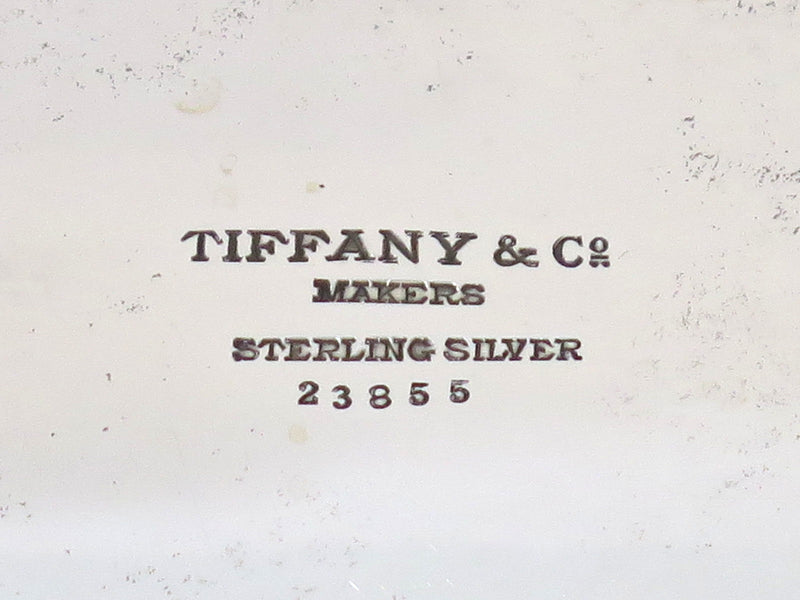 TIFFANY & Co
MAKERS
STERLING SILVER
23855